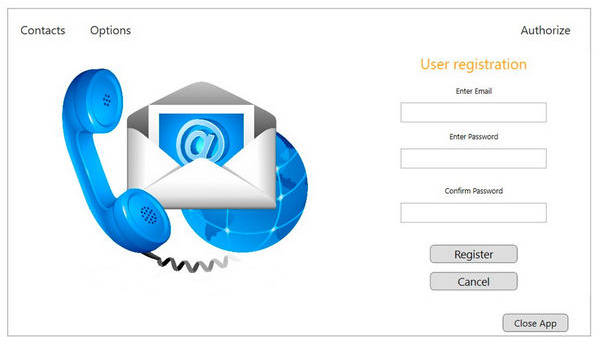 Contacts Options Authorize
User registration
Enter Email
@
Enter Password
Confirm Password
Register
Cancel
Close App